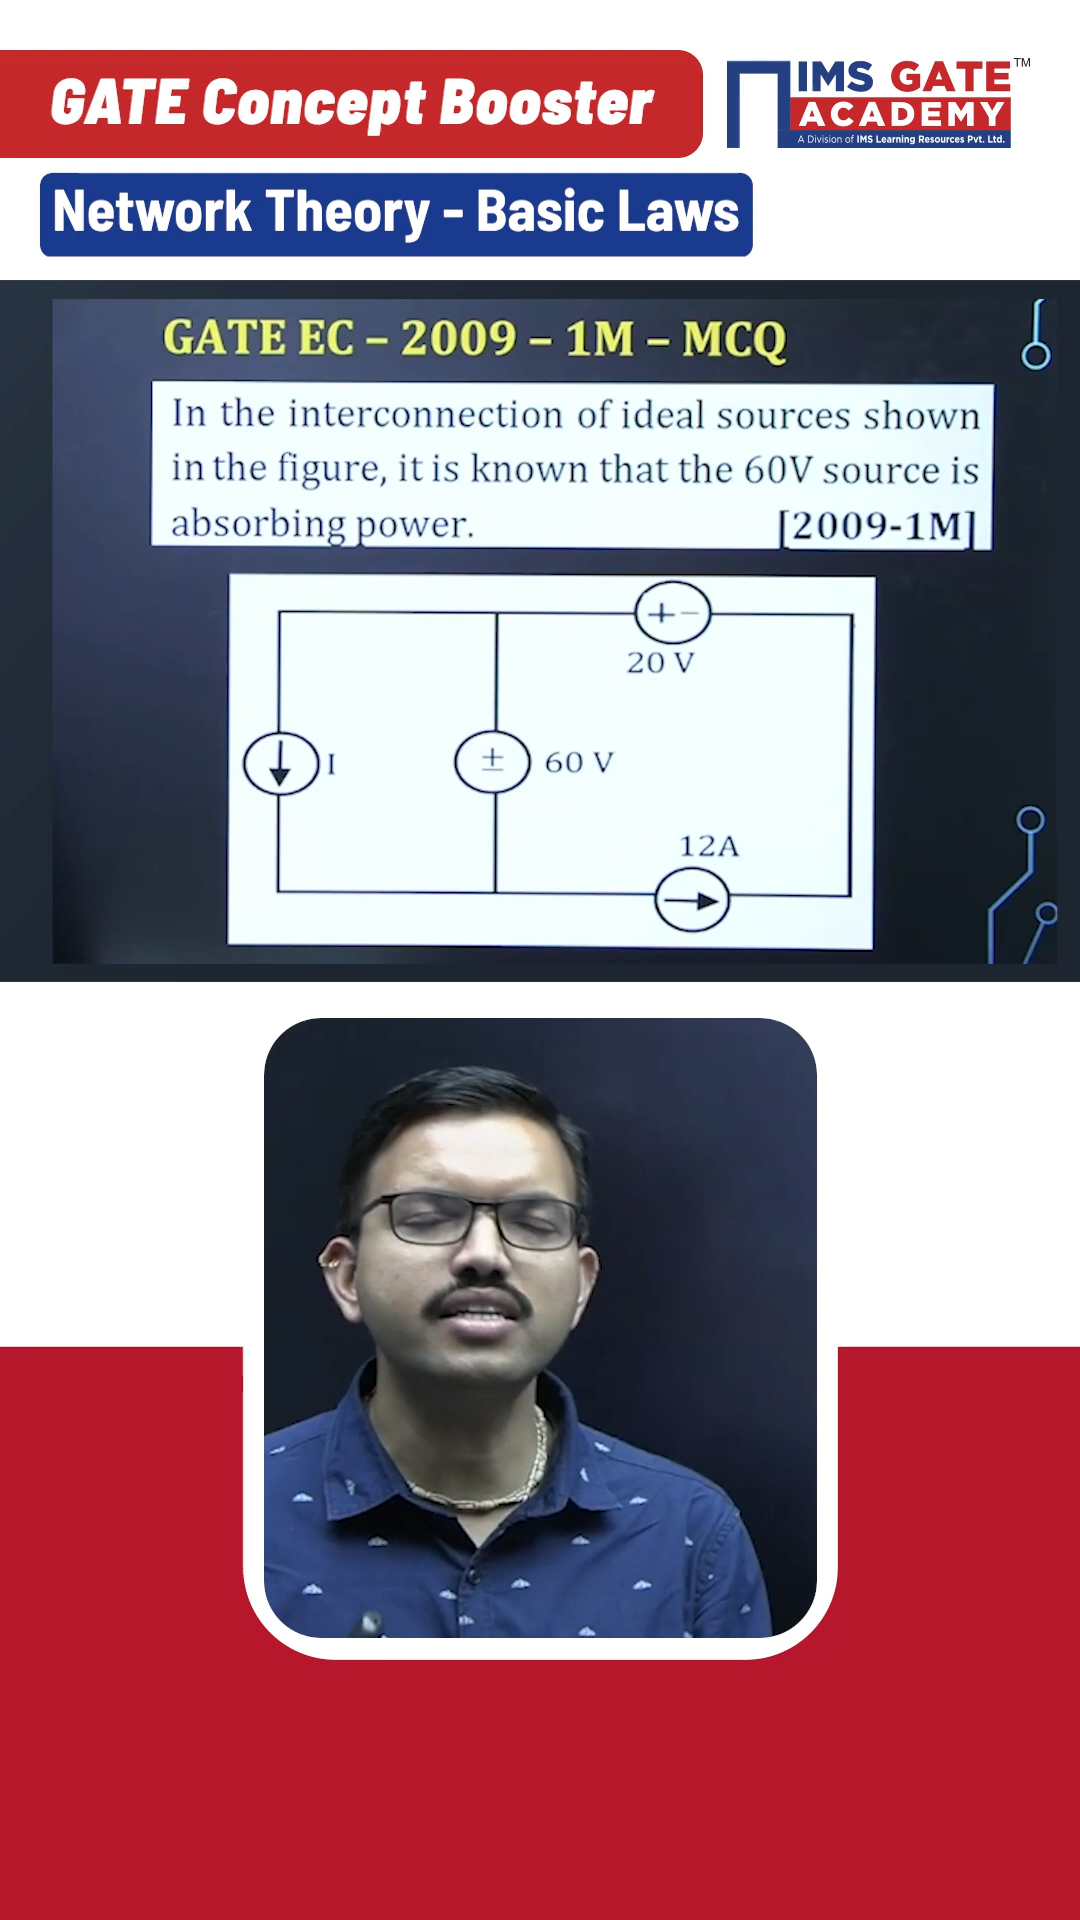 GATE Concept Booster
IMS GATE™
ACADEMY
A Division of IMS Learning Resources Pvt. Ltd.
Network Theory - Basic Laws
GATE EC – 2009 – 1M – MCQ
In the interconnection of ideal sources shown
in the figure, it is known that the 60V source is
absorbing power. [2009-1M]
+ −
20 V
I
±
60 V
12A